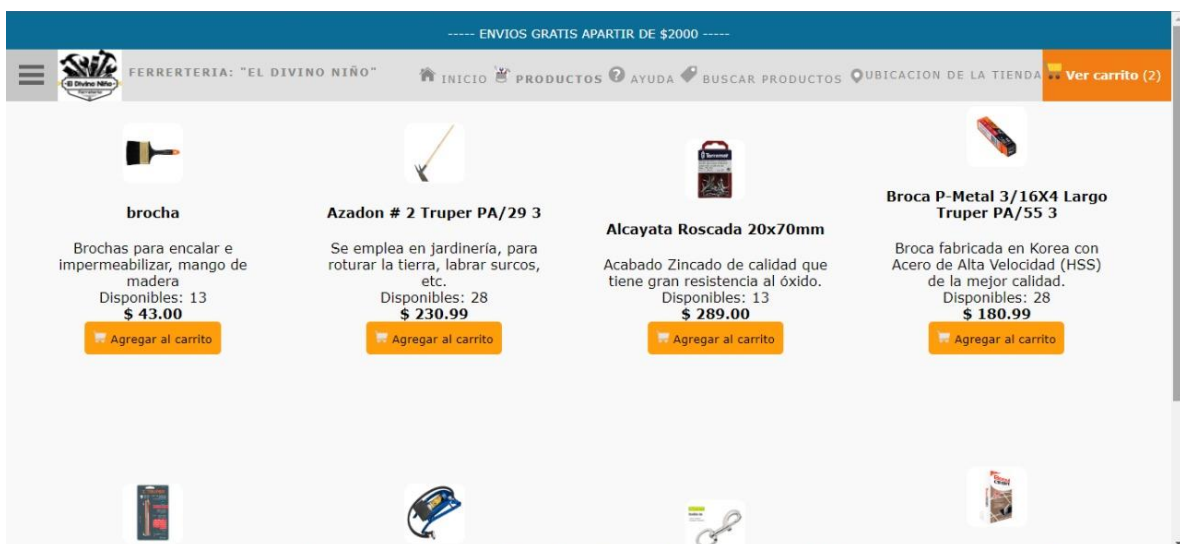 ----- ENVIOS GRATIS APARTIR DE $2000 -----
El Divino Niño
Ferreteria
FERRERTERIA: "EL DIVINO NIÑO"
INICIO
PRODUCTOS
AYUDA
BUSCAR PRODUCTOS
UBICACION DE LA TIENDA
Ver carrito (2)
brocha
Brochas para encalar e
impermeabilizar, mango de
madera
Disponibles: 13
$ 43.00
Agregar al carrito
Azadon # 2 Truper PA/29 3
Se emplea en jardinería, para
roturar la tierra, labrar surcos,
etc.
Disponibles: 28
$ 230.99
Agregar al carrito
Alcayata Roscada 20x70mm
Acabado Zincado de calidad que
tiene gran resistencia al óxido.
Disponibles: 13
$ 289.00
Agregar al carrito
Broca P-Metal 3/16X4 Largo
Truper PA/55 3
Broca fabricada en Korea con
Acero de Alta Velocidad (HSS)
de la mejor calidad.
Disponibles: 28
$ 180.99
Agregar al carrito